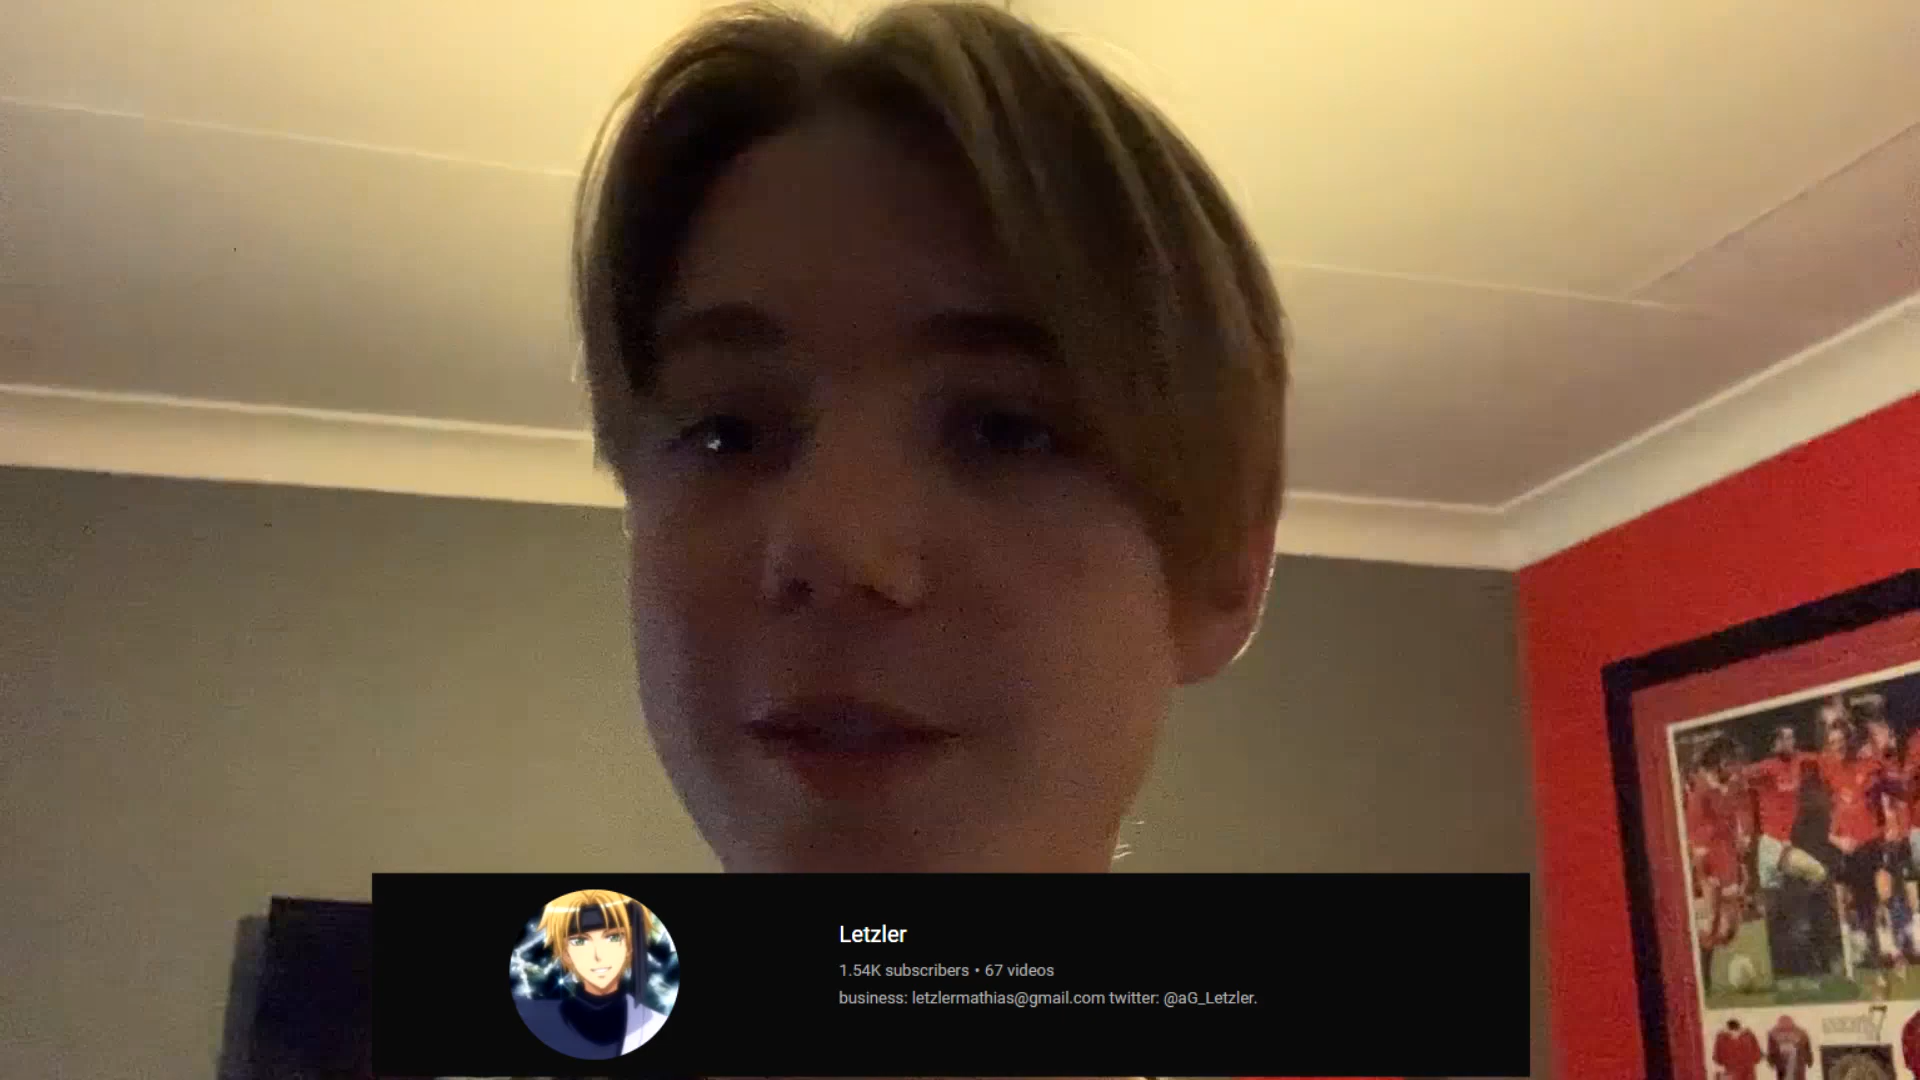 Letzler
1.54K subscribers • 67 videos
business: letzlermathias@gmail.com twitter: @aG_Letzler.